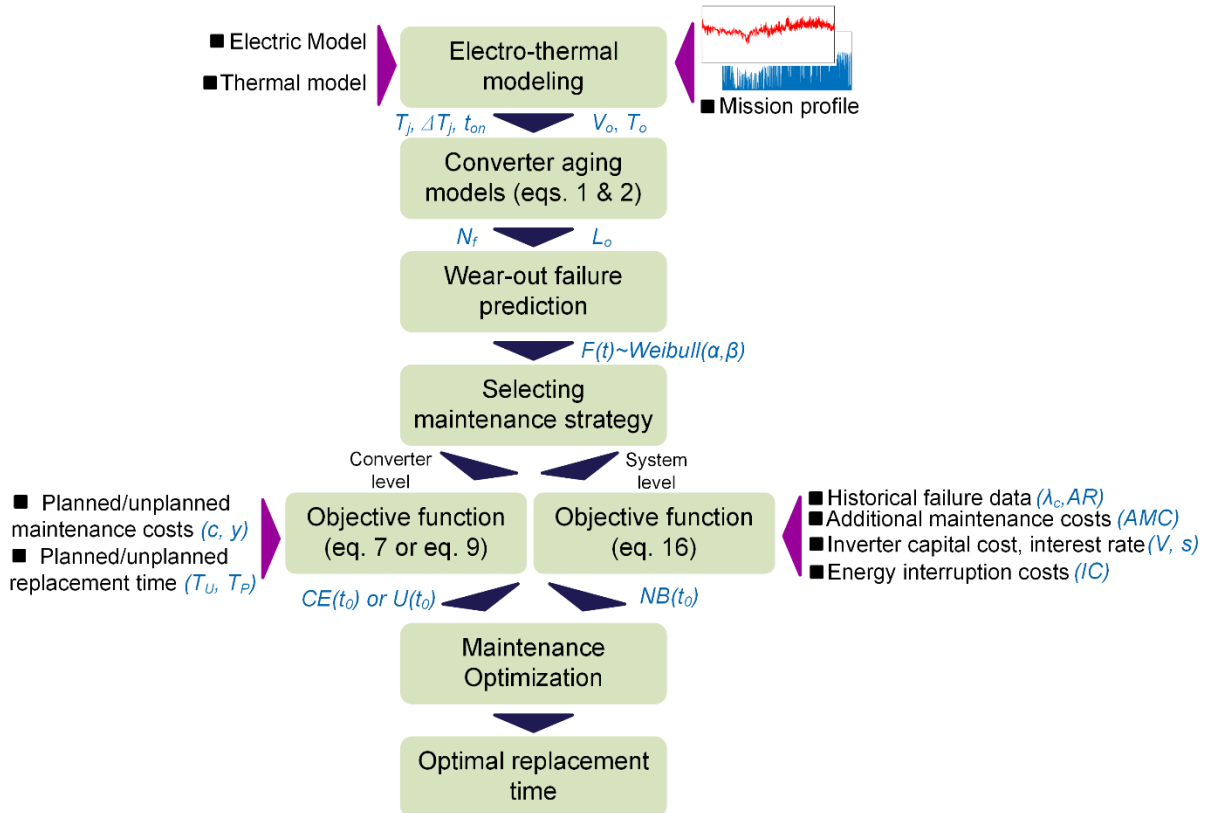 ■ Electric Model
■ Thermal model
Electro-thermal
modeling
■ Mission profile
Tj, ΔTj, ton
Vo, To
Converter aging
models (eqs. 1 & 2)
Nf
Lo
Wear-out failure
prediction
F(t)~Weibull(α,β)
Selecting
maintenance strategy
Converter
level
System
level
■ Planned/unplanned
maintenance costs (c, y)
■ Planned/unplanned
replacement time (TU, TP)
Objective function
(eq. 7 or eq. 9)
Objective function
(eq. 16)
■ Historical failure data (λc,AR)
■ Additional maintenance costs (AMC)
■ Inverter capital cost, interest rate (V, s)
■ Energy interruption costs (IC)
CE(t0) or U(t0)
NB(t0)
Maintenance
Optimization
Optimal replacement
time